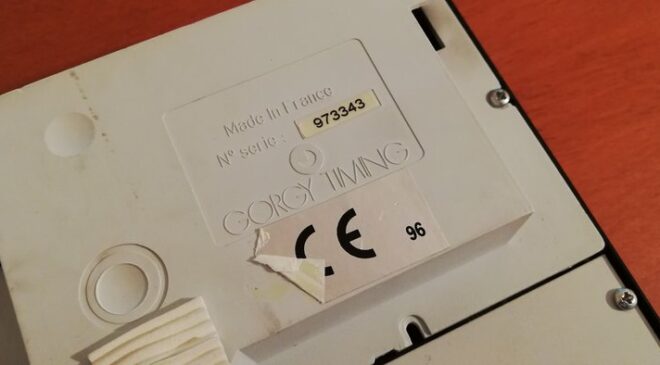 Made In France
N° serie : 973343
GORGY TIMING
CE 96